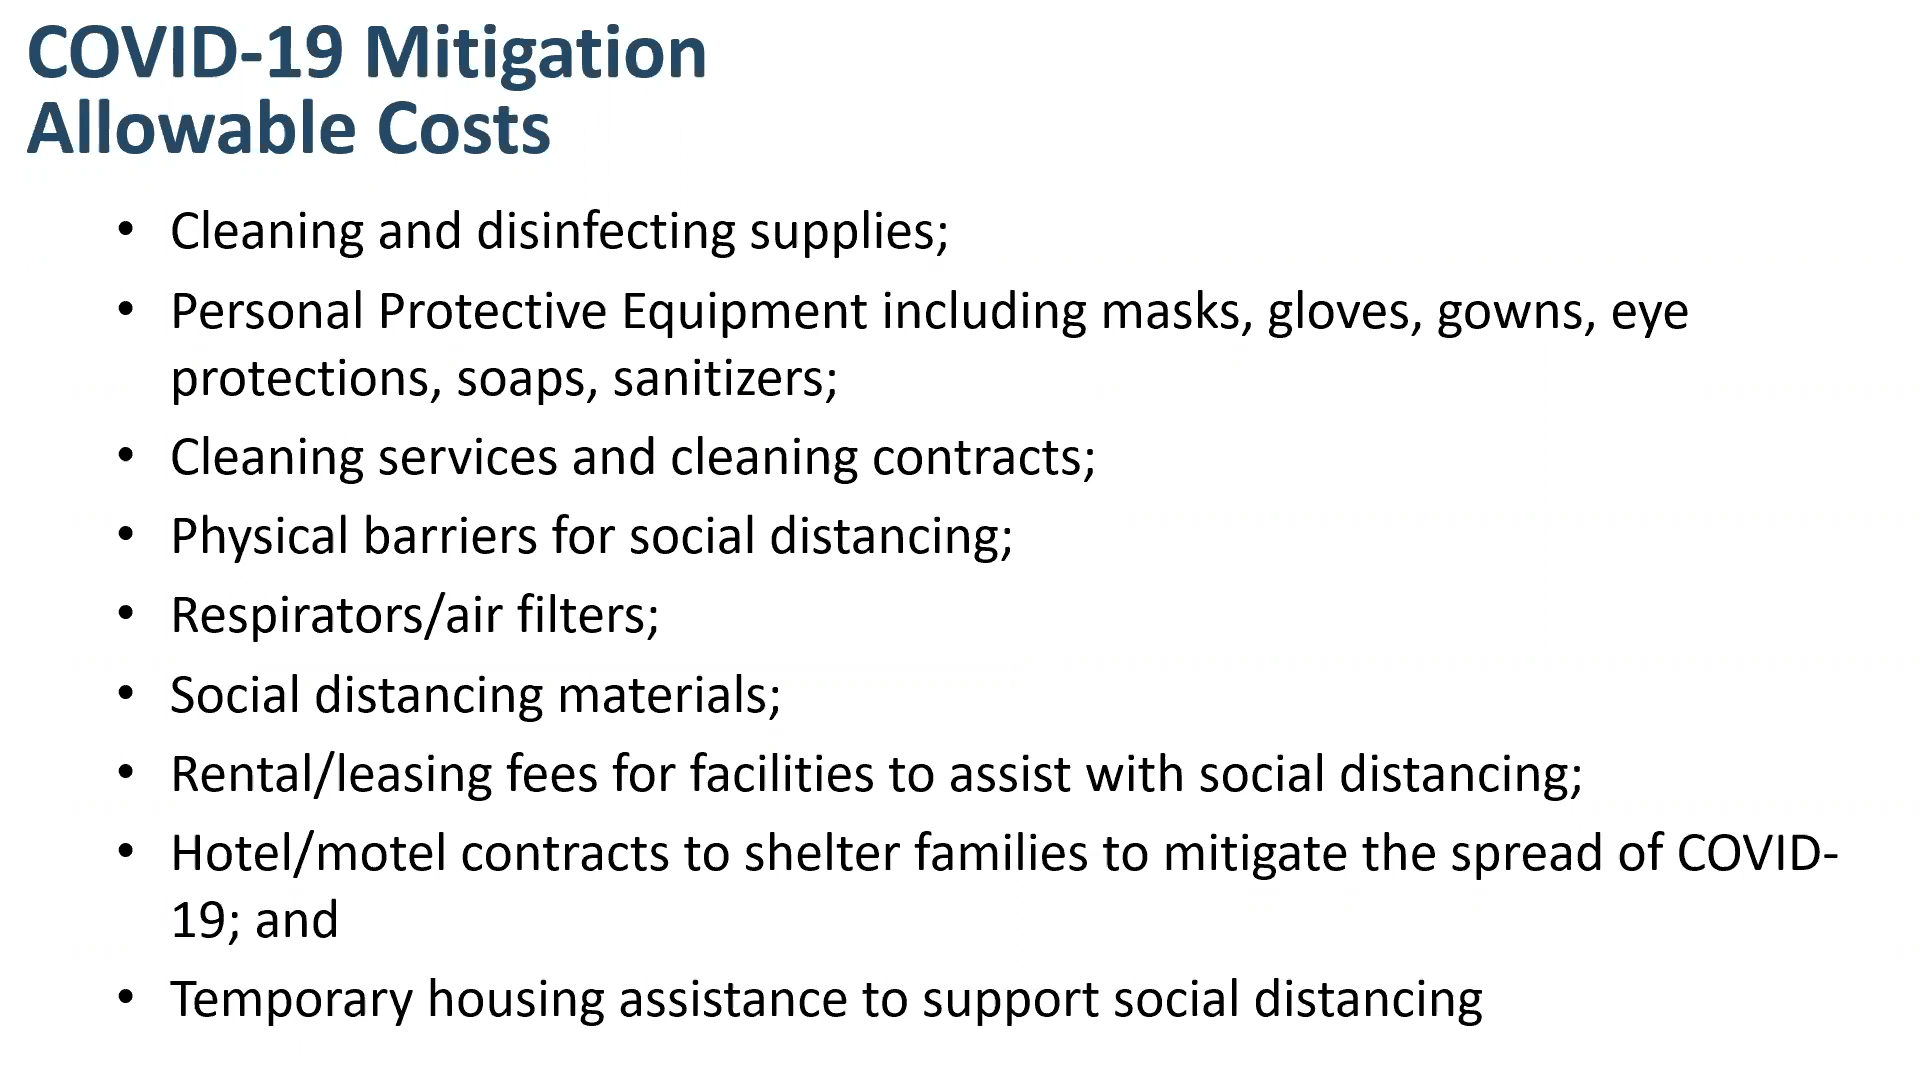 COVID-19 Mitigation
Allowable Costs
• Cleaning and disinfecting supplies;
• Personal Protective Equipment including masks, gloves, gowns, eye
protections, soaps, sanitizers;
• Cleaning services and cleaning contracts;
• Physical barriers for social distancing;
• Respirators/air filters;
• Social distancing materials;
• Rental/leasing fees for facilities to assist with social distancing;
• Hotel/motel contracts to shelter families to mitigate the spread of COVID-
19; and
• Temporary housing assistance to support social distancing